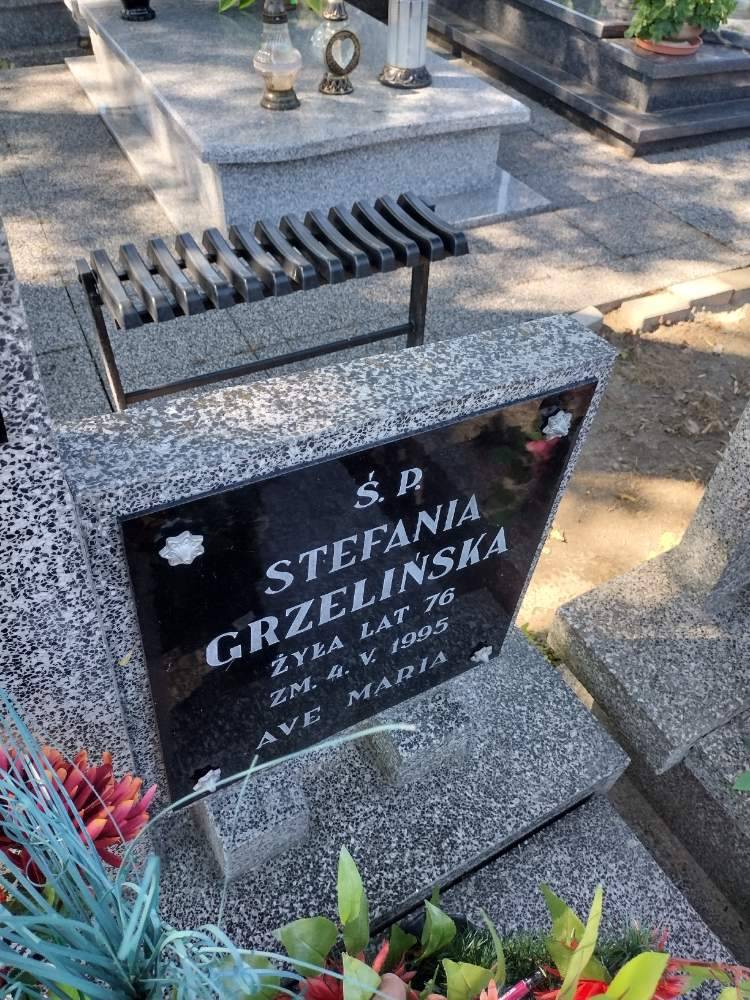 Ś. P.
STEFANIA
GRZELIŃSKA
ŻYŁA LAT 76
ZM. 4. V. 1995
AVE MARIA